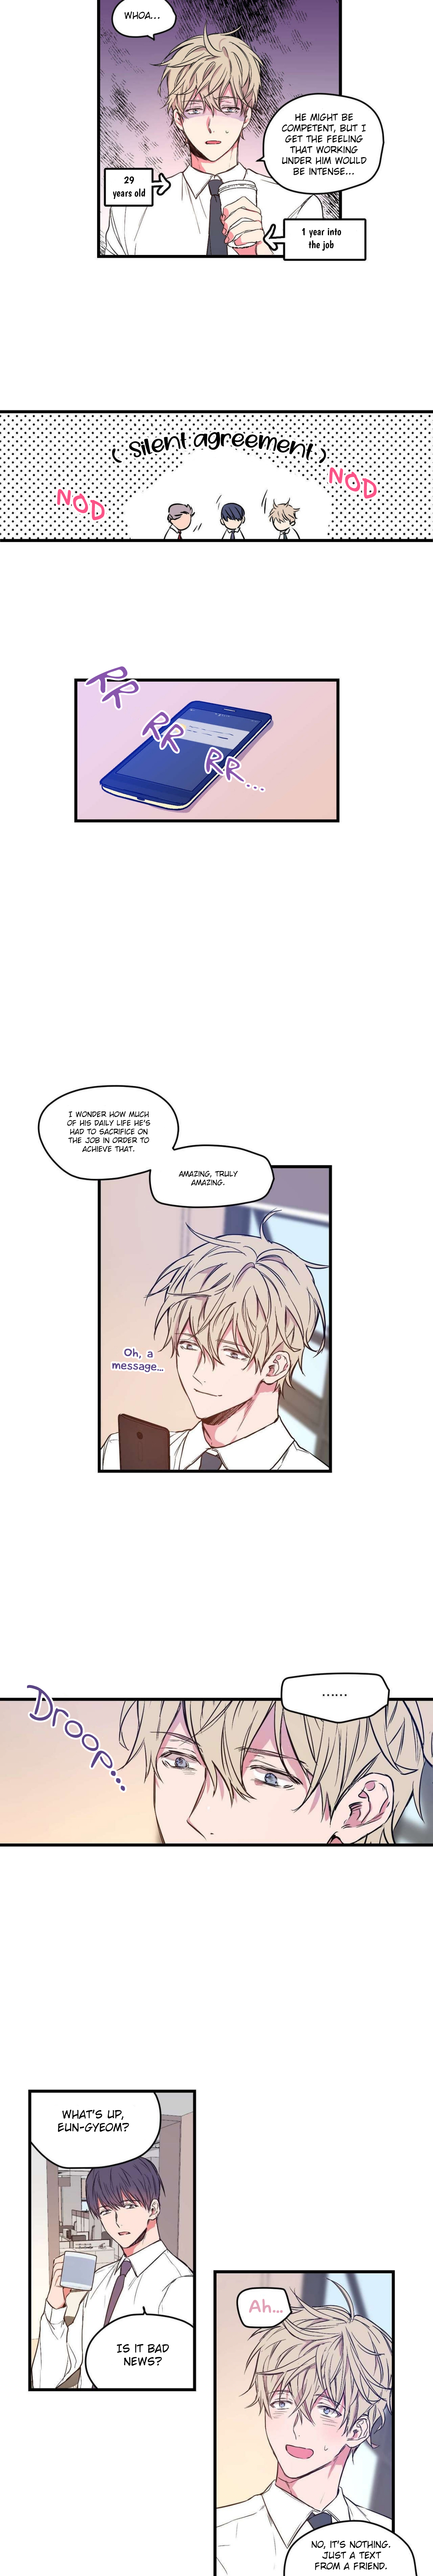 WHOA...
HE MIGHT BE
COMPETENT, BUT I
GET THE FEELING
THAT WORKING
UNDER HIM WOULD
BE INTENSE...
29
years old
1 year into
the job
( Silent agreement )
NOD
NOD
RR
RR
RR...
I WONDER HOW MUCH
OF HIS DAILY LIFE HE'S
HAD TO SACRIFICE ON
THE JOB IN ORDER TO
ACHIEVE THAT.
AMAZING, TRULY
AMAZING.
Oh, a
message...
......
Droop...
WHAT'S UP,
EUN-GYEOM?
IS IT BAD
NEWS?
Ah...
NO, IT'S NOTHING.
JUST A TEXT
FROM A FRIEND.